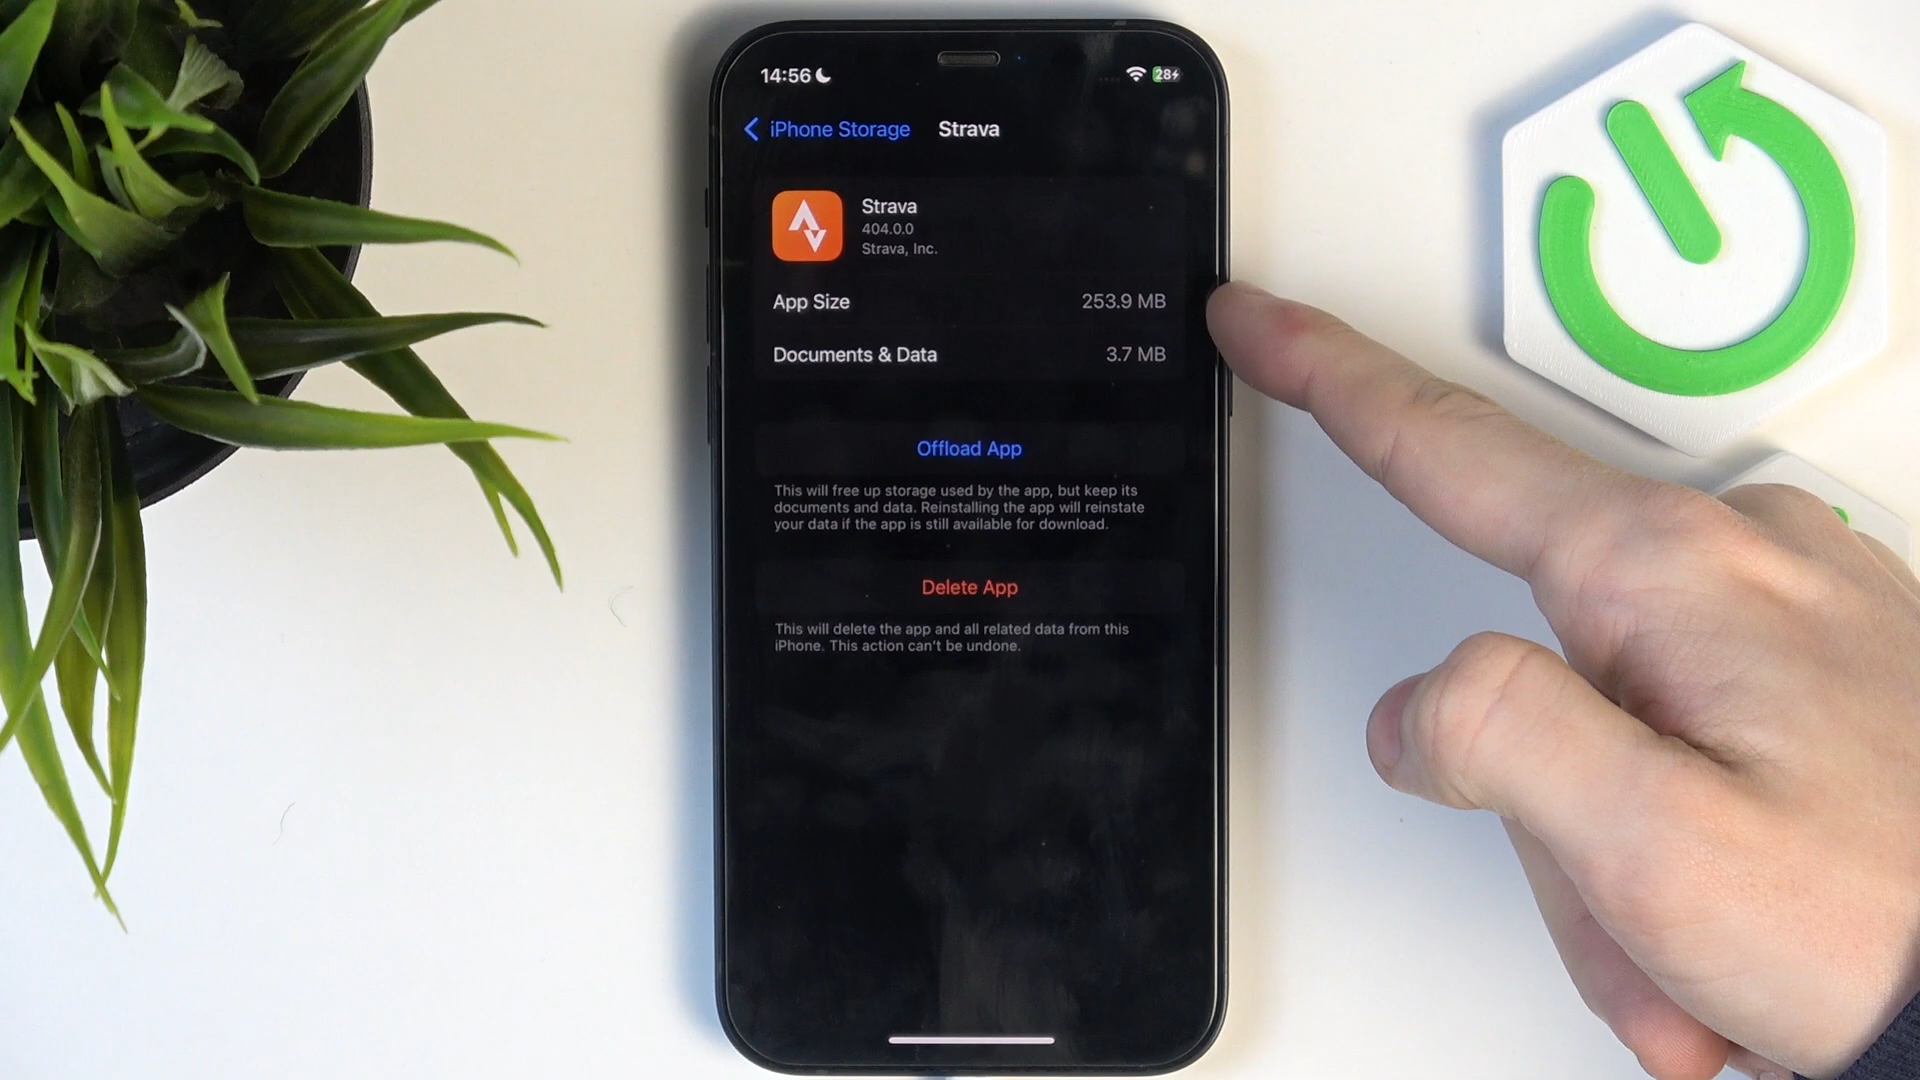 14:56
28
iPhone Storage Strava
Strava
404.0.0
Strava, Inc.
App Size 253.9 MB
Documents & Data 3.7 MB
Offload App
This will free up storage used by the app, but keep its
documents and data. Reinstalling the app will reinstate
your data if the app is still available for download.
Delete App
This will delete the app and all related data from this
iPhone. This action can't be undone.